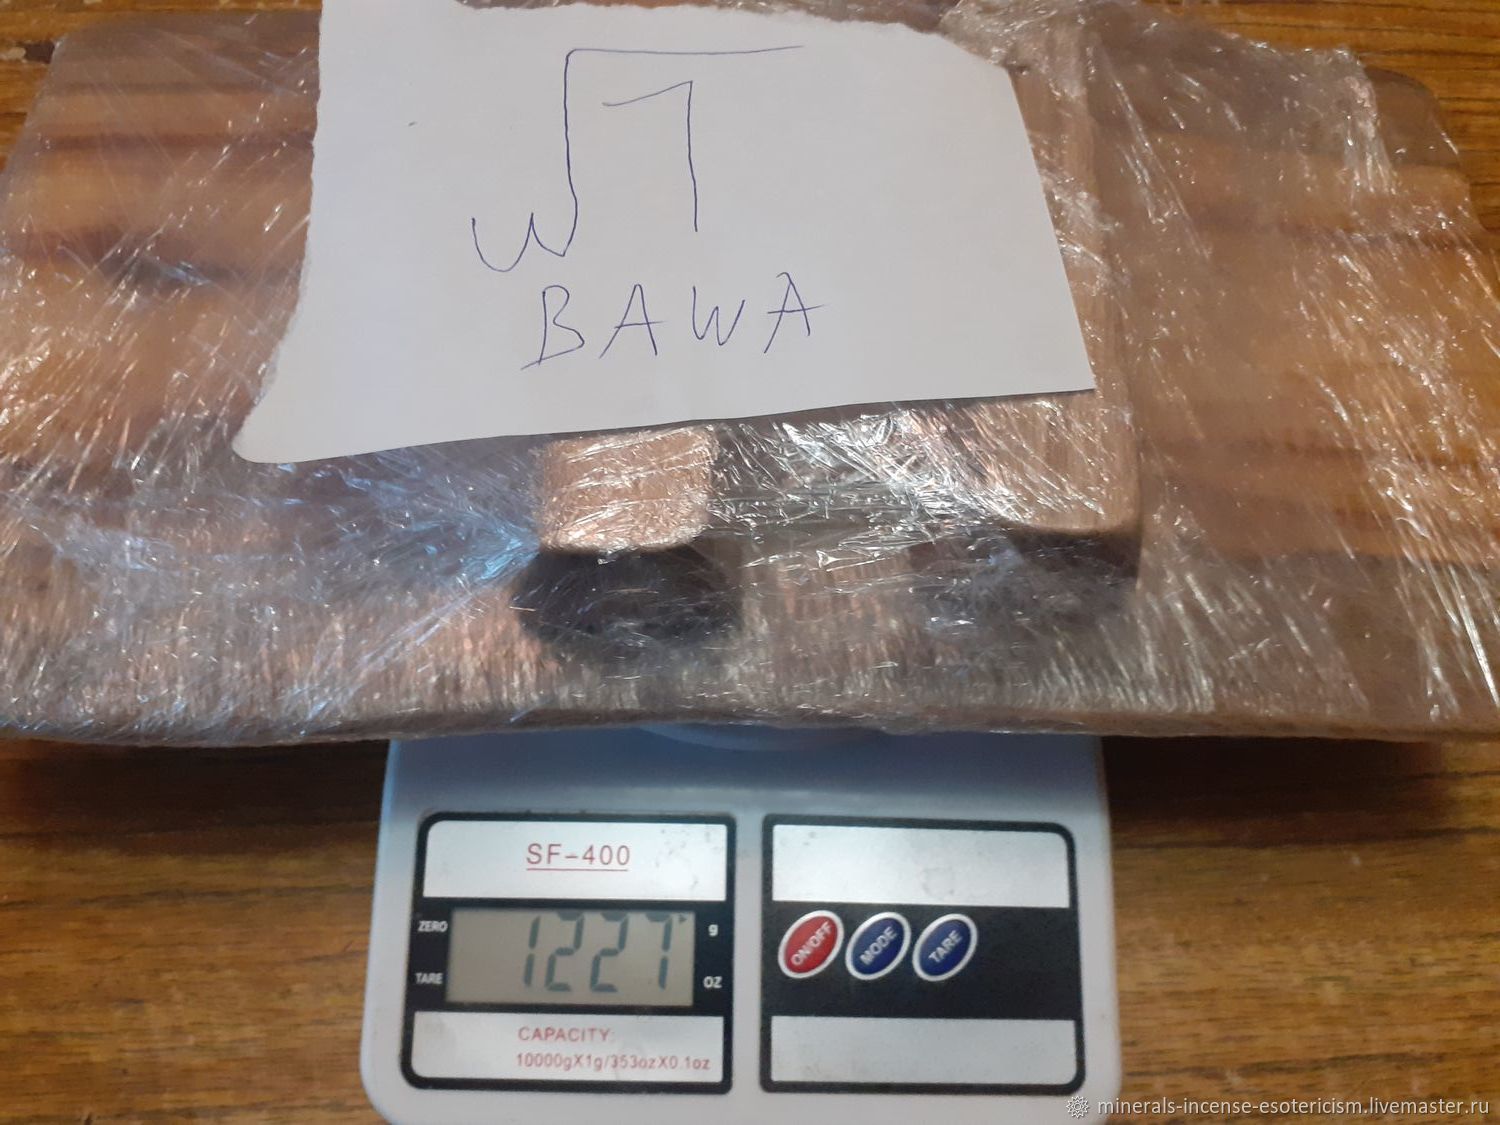 BAWA
SF-400
ZERO
TARE
1227
g
OZ
CAPACITY:
10000gX1g/353ozX0.1oz
ON/OFF
MODE
TARE
minerals-incense-esotericism.livemaster.ru